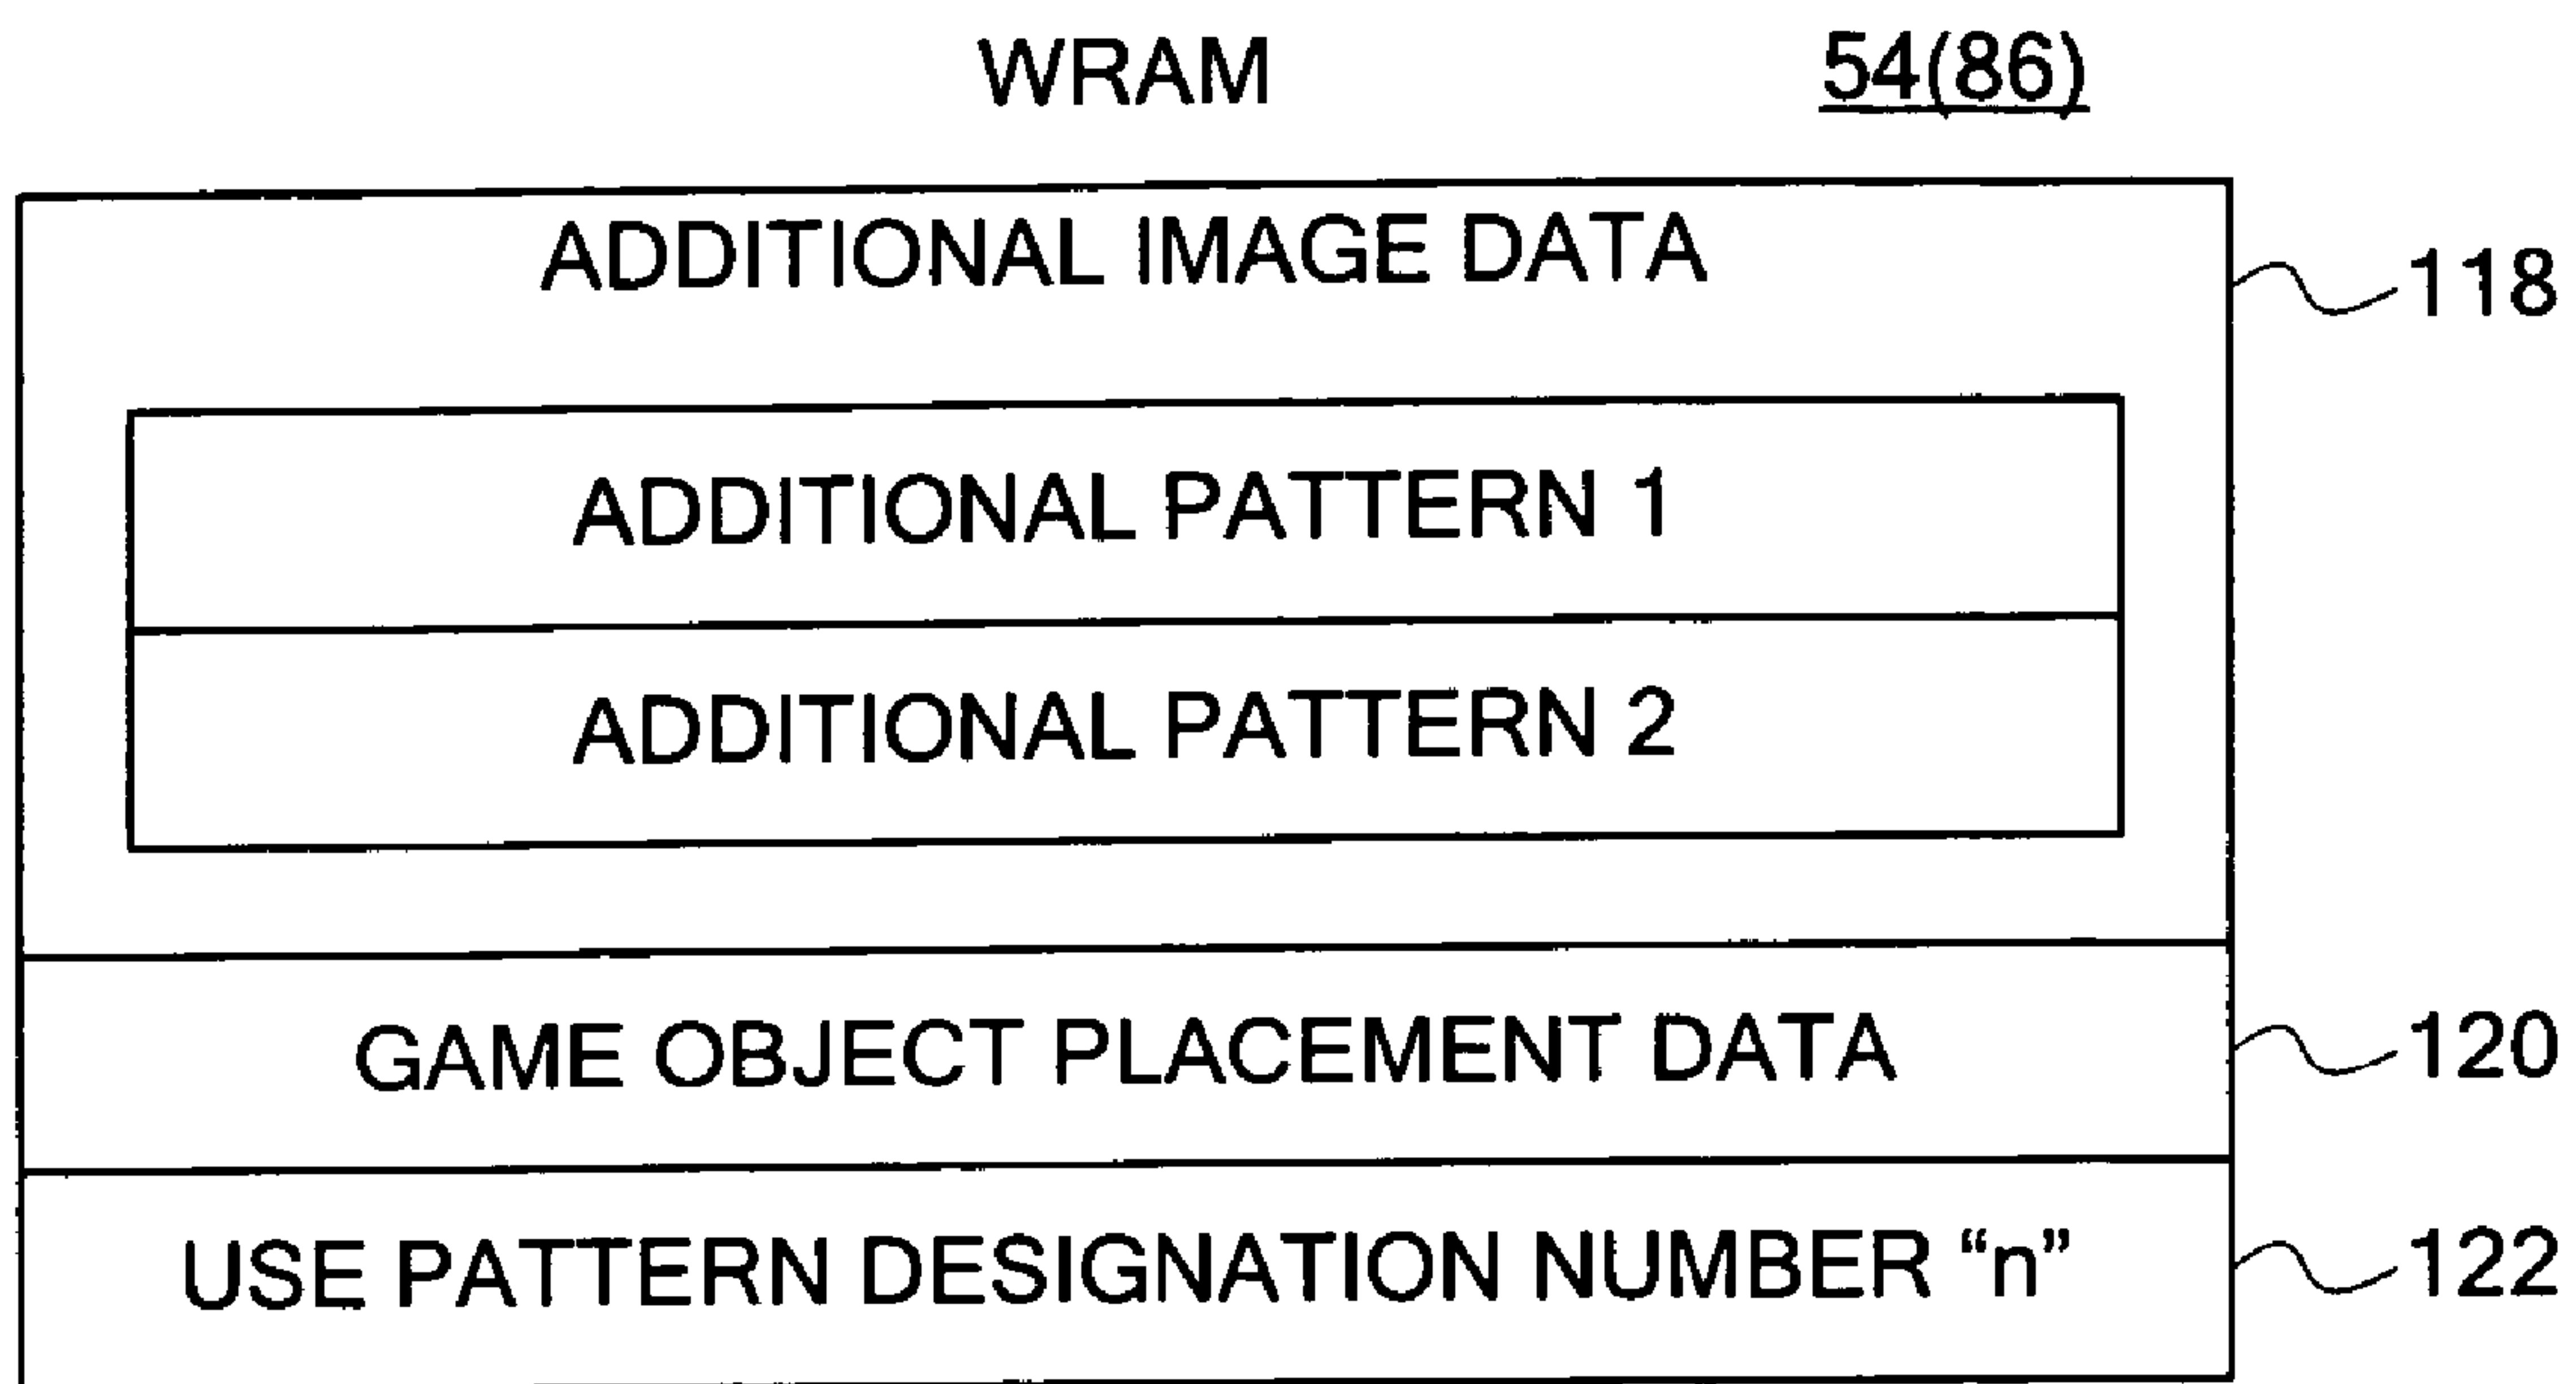 WRAM 54(86)
ADDITIONAL IMAGE DATA
118
ADDITIONAL PATTERN 1
ADDITIONAL PATTERN 2
GAME OBJECT PLACEMENT DATA
120
USE PATTERN DESIGNATION NUMBER “n”
122